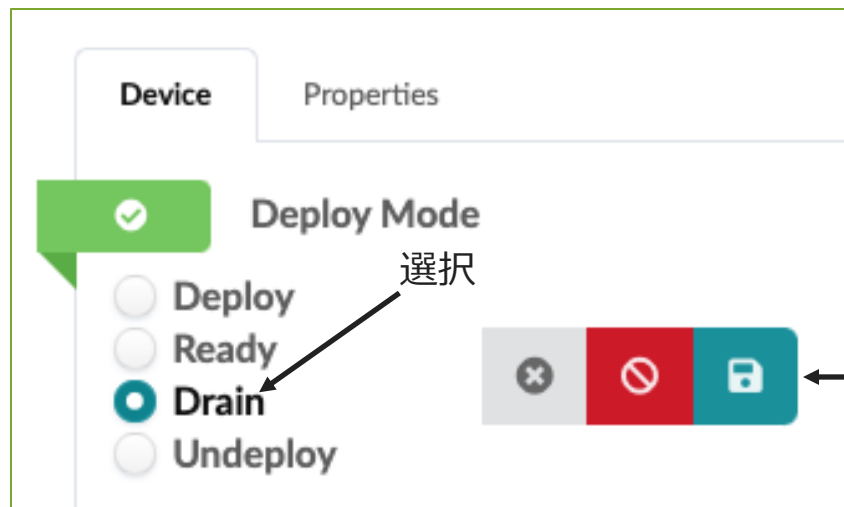 Device Properties
Deploy Mode
選択
Deploy
Ready
Drain
Undeploy